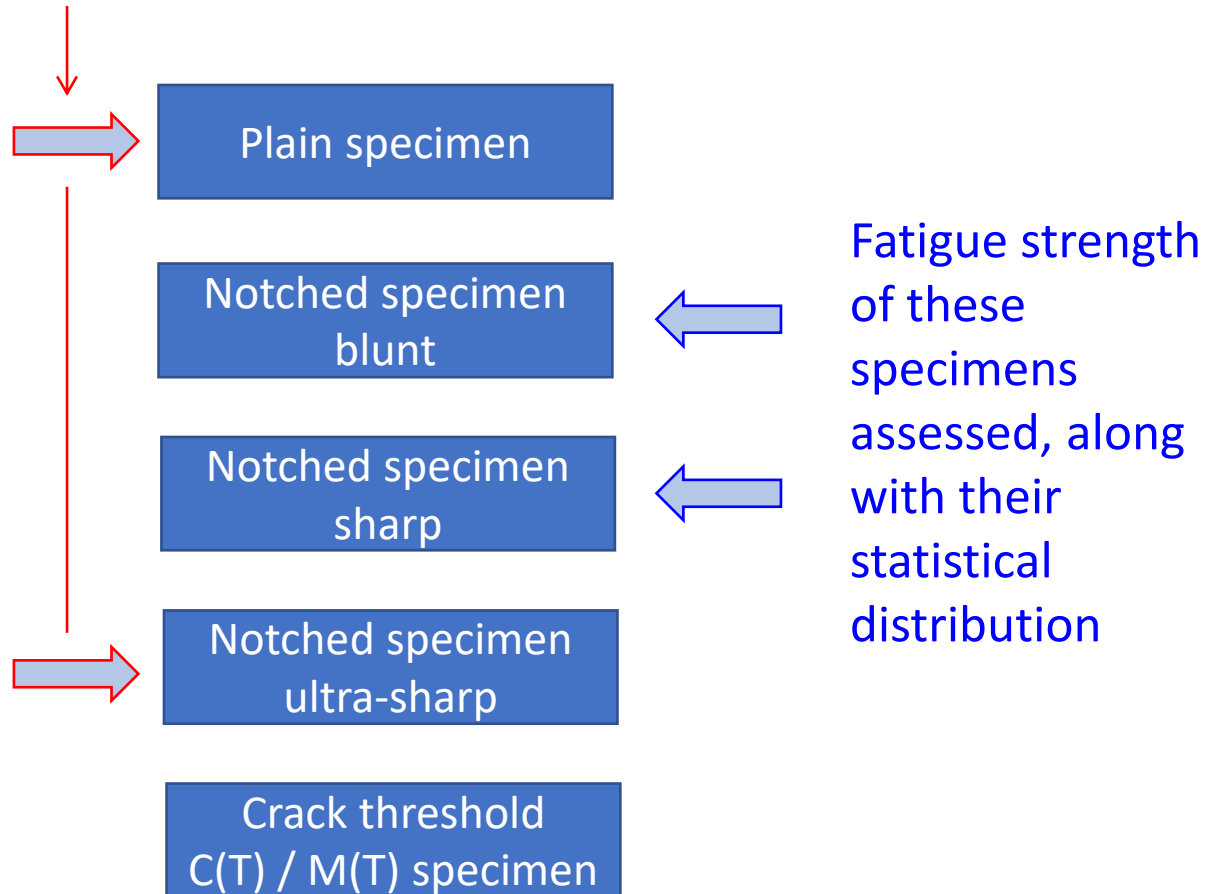 Plain specimen
Notched specimen
blunt
Notched specimen
sharp
Notched specimen
ultra-sharp
Crack threshold
C(T) / M(T) specimen
Fatigue strength
of these
specimens
assessed, along
with their
statistical
distribution